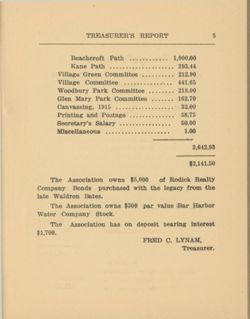 TREASURER'S REPORT 5
Beachcroft Path ............ 1,000.00
Kane Path .................. 393.44
Village Green Committee ........ 212.90
Village Committee .............. 441.65
Woodbury Park Committee ....... 218.00
Glen Mary Park Committee ...... 162.70
Canvassing, 1915 ............... 32.00
Printing and Postage ........... 58.75
Secretary's Salary ............. 50.00
Miscellaneous .................. 1.00
3,642.93
$2,141.50
The Association owns $5,000 of Rodick Realty
Company Bonds purchased with the legacy from the
late Waldron Bates.
The Association owns $300 par value Bar Harbor
Water Company Stock.
The Association has on deposit bearing interest
$1,700.
FRED C. LYNAM,
Treasurer.